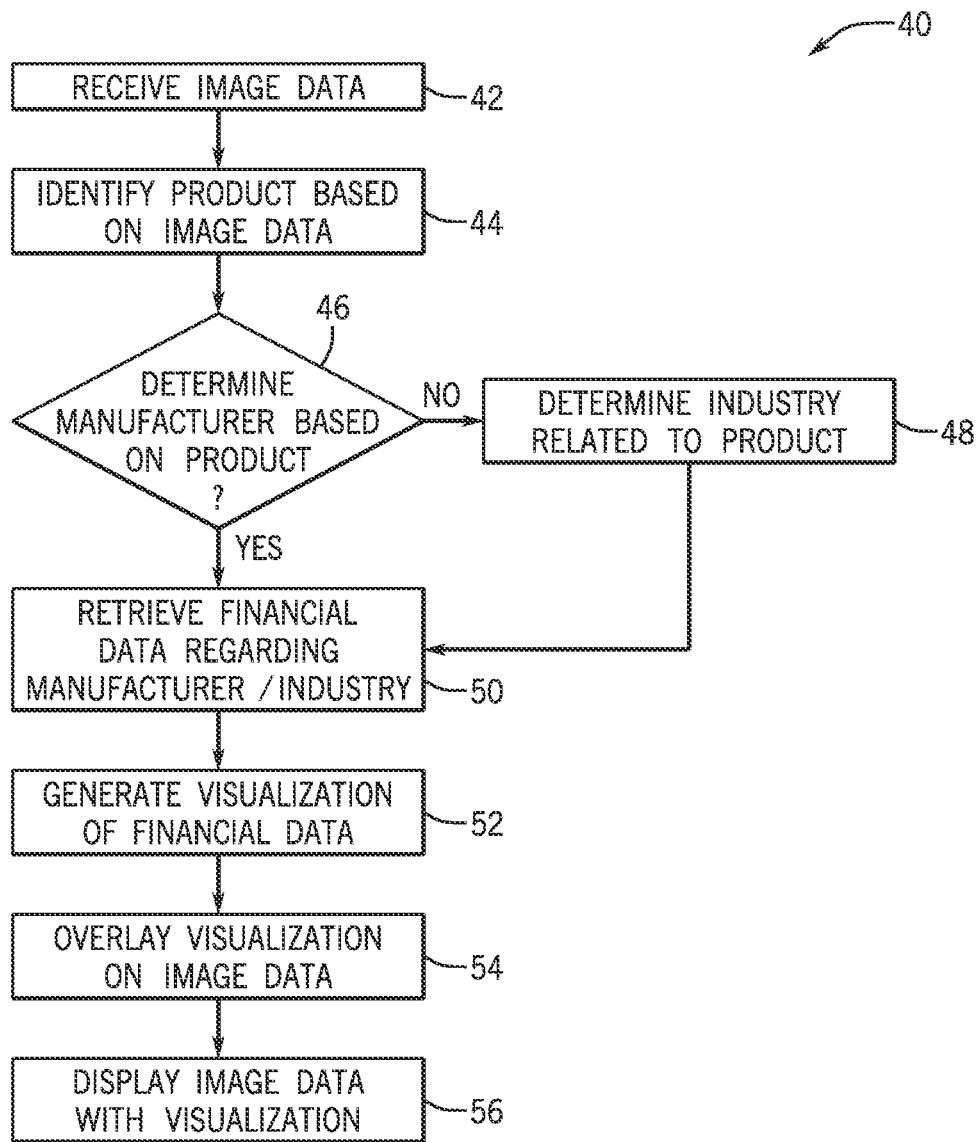 40
RECEIVE IMAGE DATA
42
IDENTIFY PRODUCT BASED
ON IMAGE DATA
44
46
DETERMINE
MANUFACTURER BASED
ON PRODUCT
?
NO
DETERMINE INDUSTRY
RELATED TO PRODUCT
48
YES
RETRIEVE FINANCIAL
DATA REGARDING
MANUFACTURER / INDUSTRY
50
GENERATE VISUALIZATION
OF FINANCIAL DATA
52
OVERLAY VISUALIZATION
ON IMAGE DATA
54
DISPLAY IMAGE DATA
WITH VISUALIZATION
56